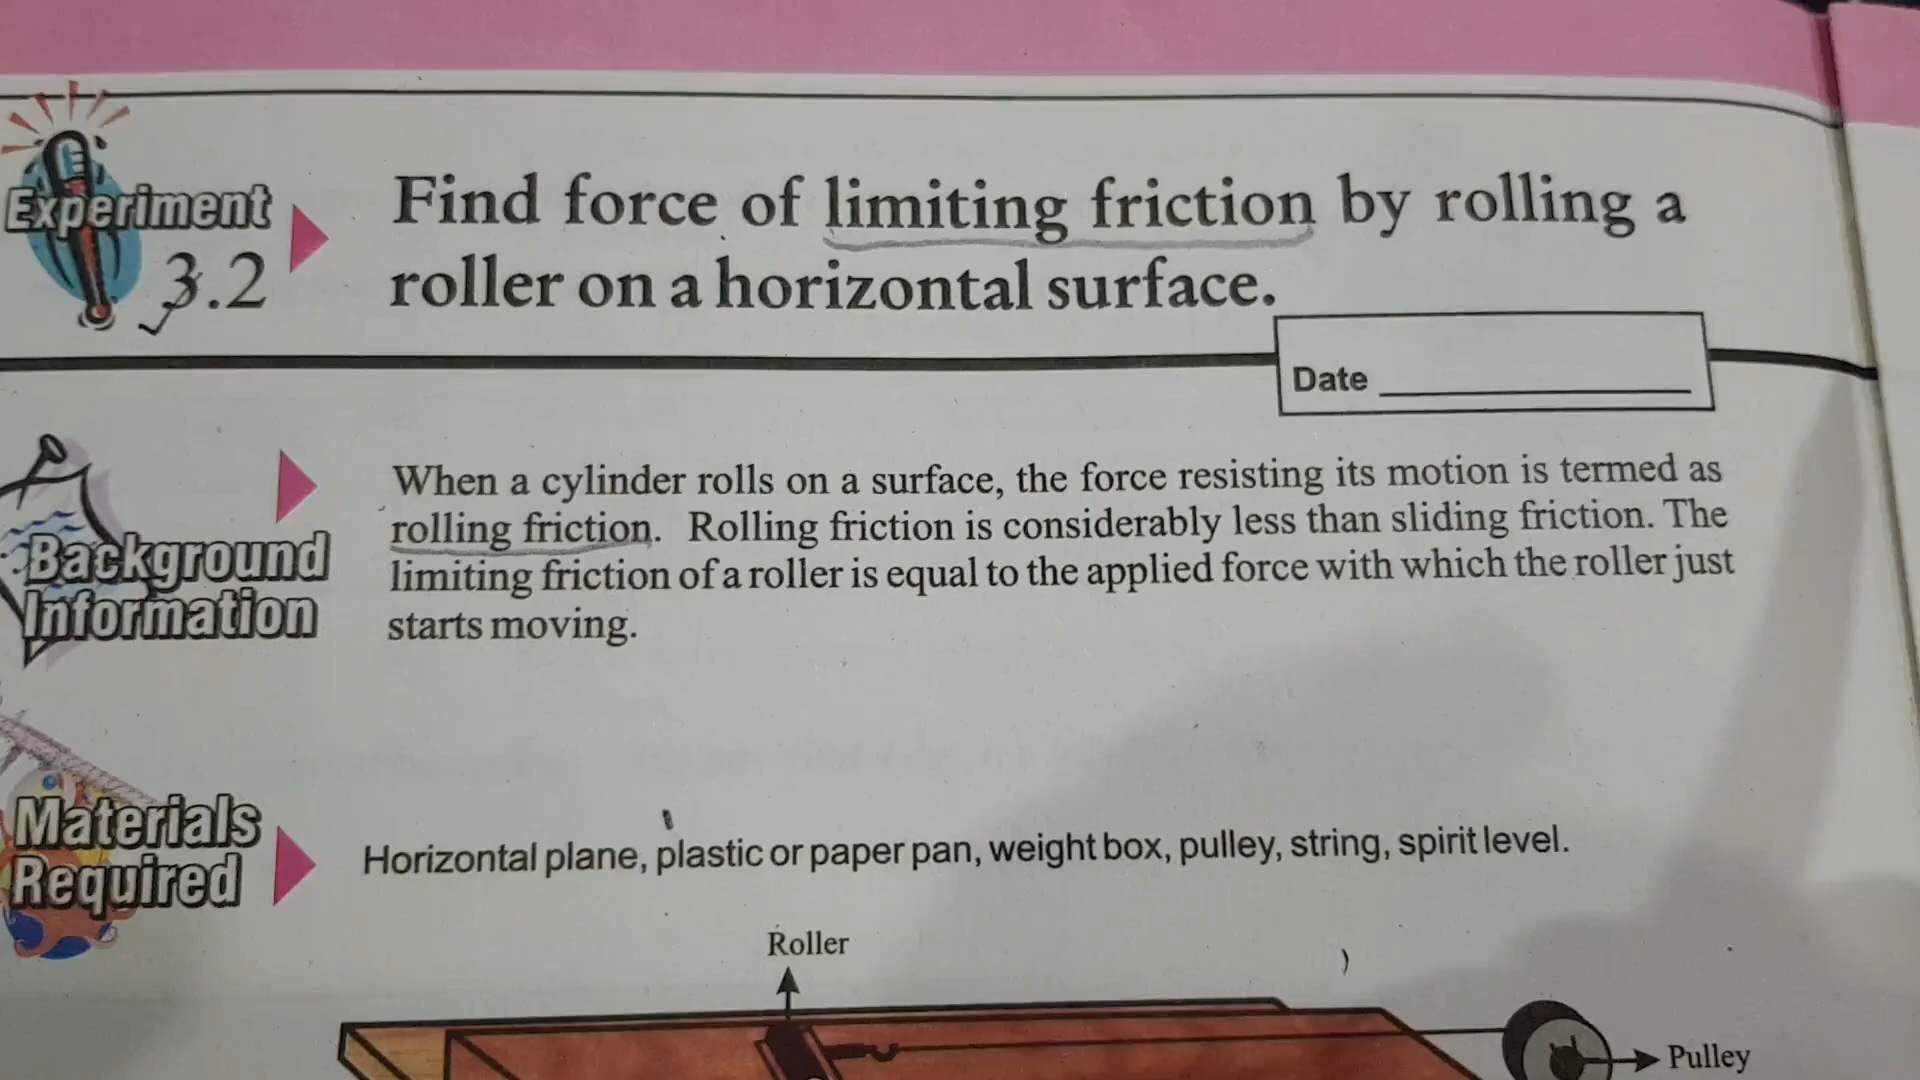 Experiment
3.2
Find force of limiting friction by rolling a
roller on a horizontal surface.
Date
Background
Information
When a cylinder rolls on a surface, the force resisting its motion is termed as
rolling friction. Rolling friction is considerably less than sliding friction. The
limiting friction of a roller is equal to the applied force with which the roller just
starts moving.
Materials
Required
Horizontal plane, plastic or paper pan, weight box, pulley, string, spirit level.
Roller
Pulley